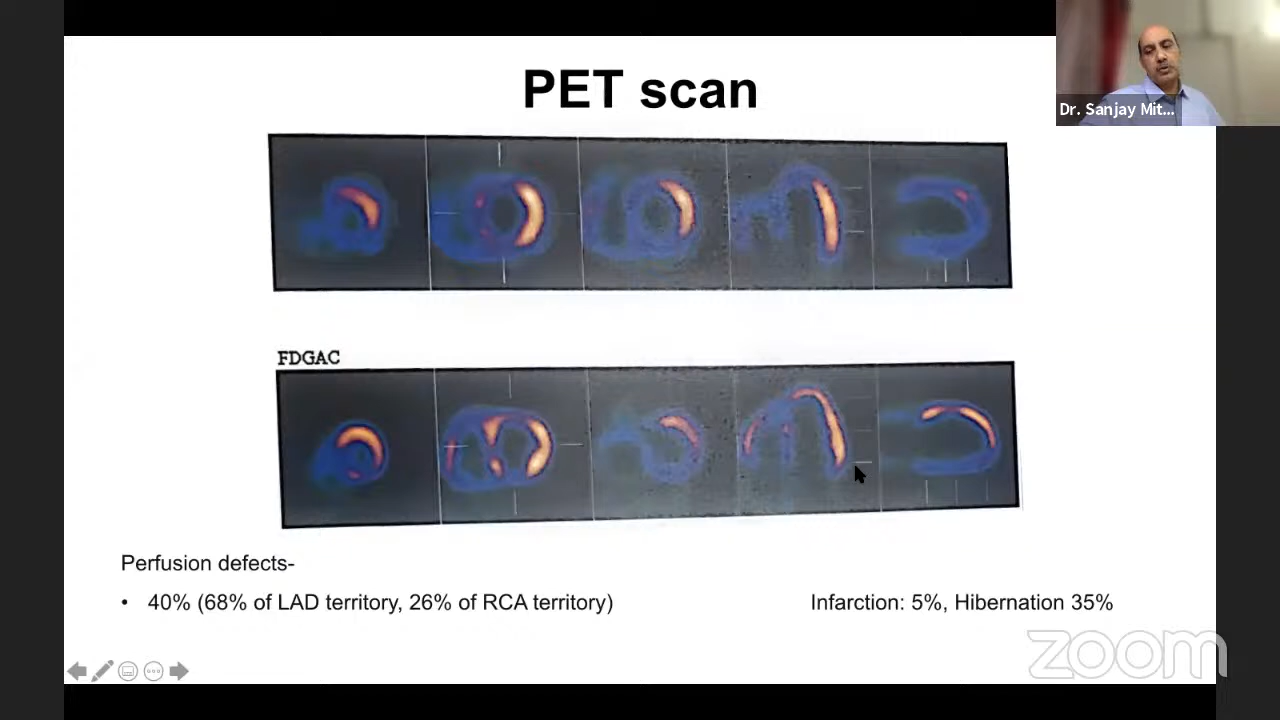 PET scan
Dr. Sanjay Mit...
FDGAC
Perfusion defects-
• 40% (68% of LAD territory, 26% of RCA territory)
Infarction: 5%, Hibernation 35%
zoom